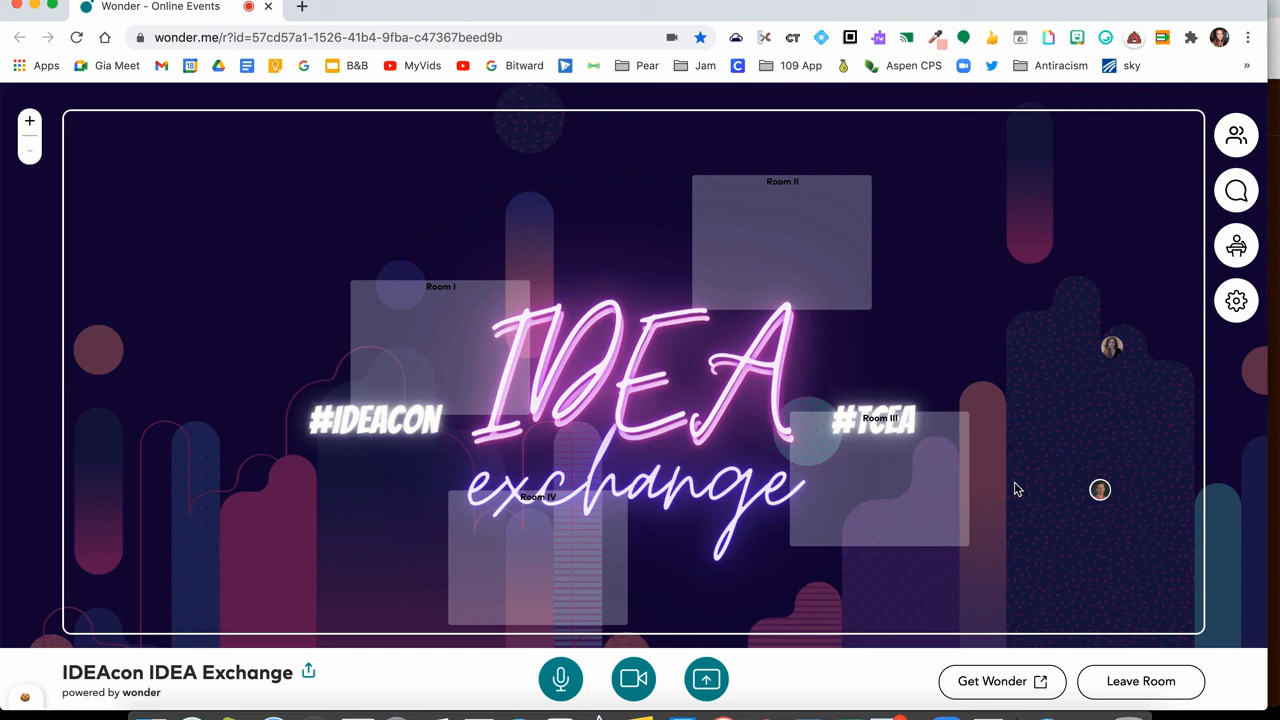 Wonder - Online Events
wonder.me/r?id=57cd57a1-1526-41b4-9fba-c47367beed9b
Apps Gia Meet B&B MyVids Bitward Pear Jam 109 App Aspen CPS Antiracism sky »
Room II
Room I
IDEA
#IDEACON
#TCEA
Room III
exchange
Room IV
IDEAcon IDEA Exchange
powered by wonder
Get Wonder
Leave Room